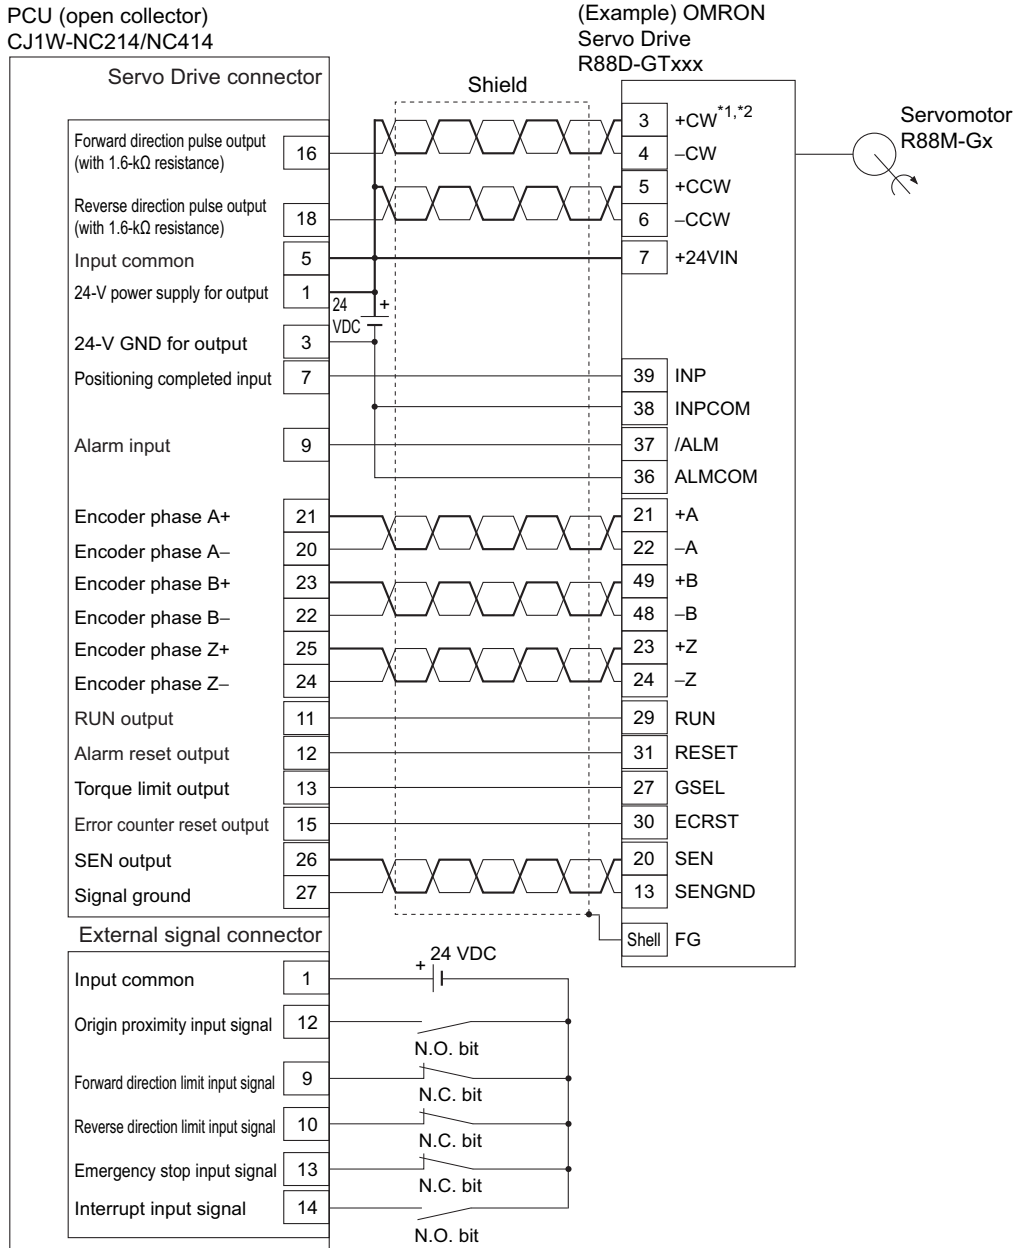 PCU (open collector)
CJ1W-NC214/NC414
(Example) OMRON
Servo Drive
R88D-GTxxx
Servo Drive connector
Shield
Servomotor
R88M-Gx
Forward direction pulse output
(with 1.6-kΩ resistance)
16
3 +CW*1,*2
4 –CW
Reverse direction pulse output
(with 1.6-kΩ resistance)
18
5 +CCW
6 –CCW
Input common 5
7 +24VIN
24-V power supply for output 1
24
VDC
+
24-V GND for output 3
Positioning completed input 7
39 INP
38 INPCOM
Alarm input 9
37 /ALM
36 ALMCOM
Encoder phase A+ 21
21 +A
Encoder phase A– 20
22 –A
Encoder phase B+ 23
49 +B
Encoder phase B– 22
48 –B
Encoder phase Z+ 25
23 +Z
Encoder phase Z– 24
24 –Z
RUN output 11
29 RUN
Alarm reset output 12
31 RESET
Torque limit output 13
27 GSEL
Error counter reset output 15
30 ECRST
SEN output 26
20 SEN
Signal ground 27
13 SENGND
Shell FG
External signal connector
+ 24 VDC
Input common 1
Origin proximity input signal 12
N.O. bit
Forward direction limit input signal 9
N.C. bit
Reverse direction limit input signal 10
N.C. bit
Emergency stop input signal 13
N.C. bit
Interrupt input signal 14
N.O. bit